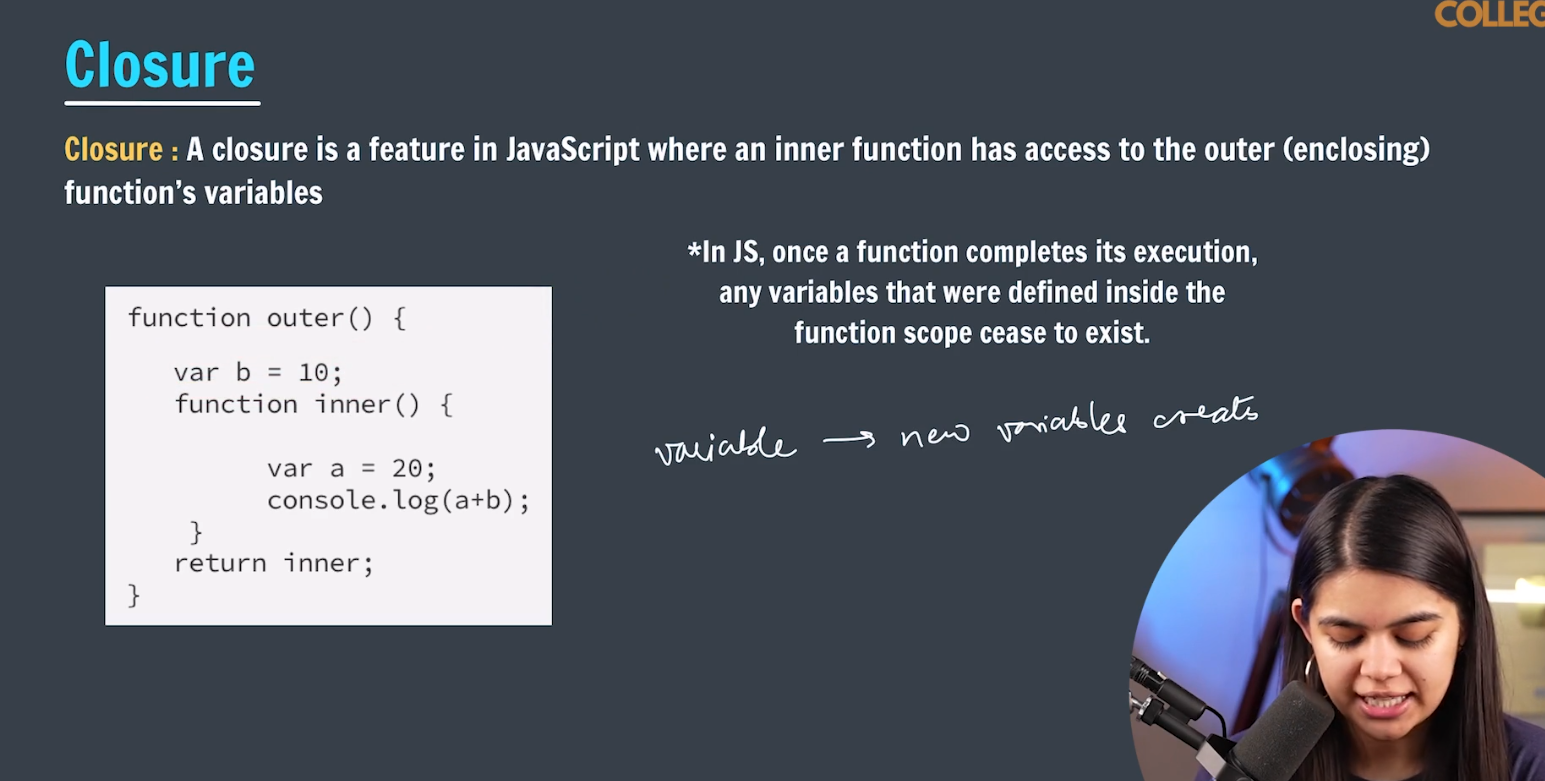 COLLEG
Closure
Closure : A closure is a feature in JavaScript where an inner function has access to the outer (enclosing)
function's variables
*In JS, once a function completes its execution,
any variables that were defined inside the
function scope cease to exist.
function outer() {
var b = 10;
function inner() {
var a = 20;
console.log(a+b);
}
return inner;
}
variable → new variables create